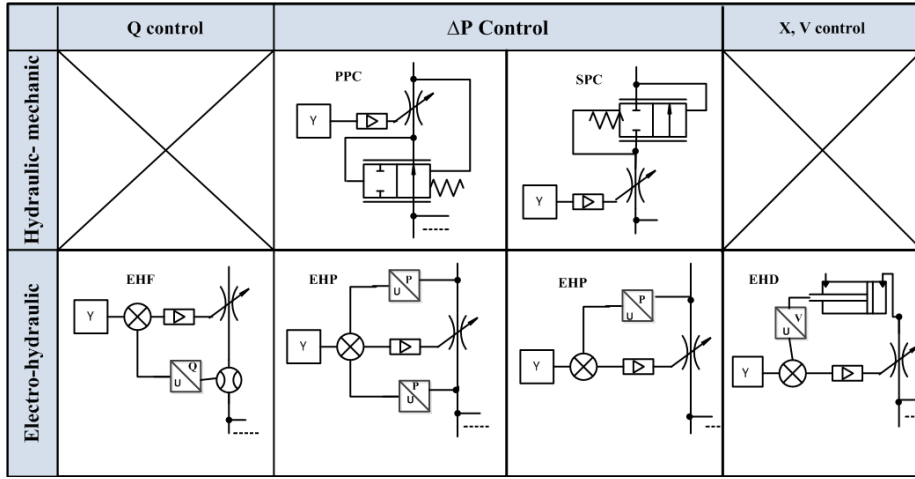 Q control
ΔP Control
X, V control
Hydraulic- mechanic
PPC
Y
SPC
Y
Electro-hydraulic
EHF
Y
Q
U
EHP
P
U
Y
P
U
EHP
P
U
Y
EHD
V
U
Y